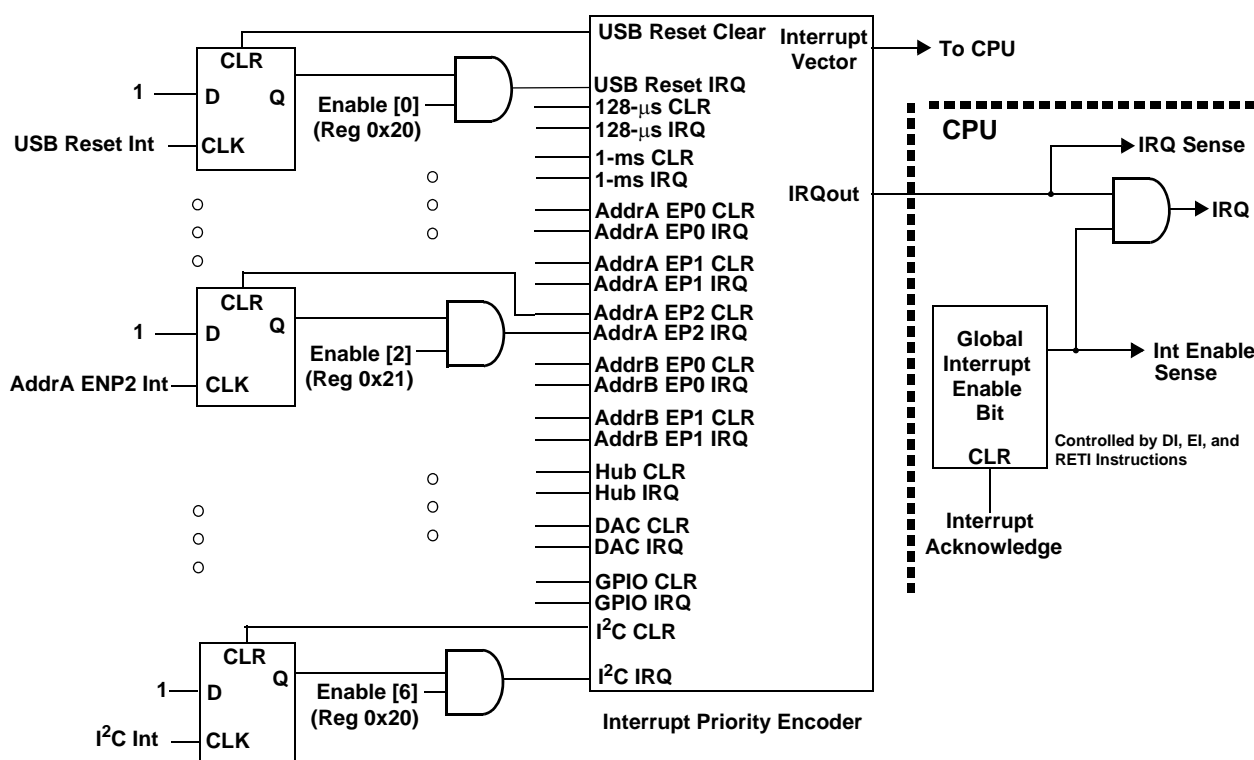 CLR
D
Q
CLK
1
USB Reset Int
Enable [0]
(Reg 0x20)
CLR
D
Q
CLK
1
AddrA ENP2 Int
Enable [2]
(Reg 0x21)
CLR
D
Q
CLK
1
I²C Int
Enable [6]
(Reg 0x20)
USB Reset Clear
USB Reset IRQ
128-μs CLR
128-μs IRQ
1-ms CLR
1-ms IRQ
AddrA EP0 CLR
AddrA EP0 IRQ
AddrA EP1 CLR
AddrA EP1 IRQ
AddrA EP2 CLR
AddrA EP2 IRQ
AddrB EP0 CLR
AddrB EP0 IRQ
AddrB EP1 CLR
AddrB EP1 IRQ
Hub CLR
Hub IRQ
DAC CLR
DAC IRQ
GPIO CLR
GPIO IRQ
I²C CLR
I²C IRQ
Interrupt
Vector
IRQout
Interrupt Priority Encoder
To CPU
CPU
IRQ Sense
IRQ
Global
Interrupt
Enable
Bit
CLR
Int Enable
Sense
Controlled by DI, EI, and
RETI Instructions
Interrupt
Acknowledge